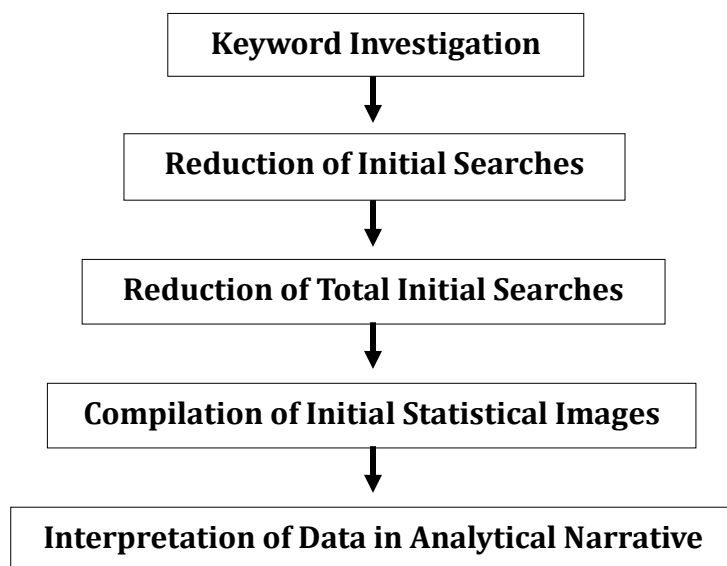 Keyword Investigation
Reduction of Initial Searches
Reduction of Total Initial Searches
Compilation of Initial Statistical Images
Interpretation of Data in Analytical Narrative